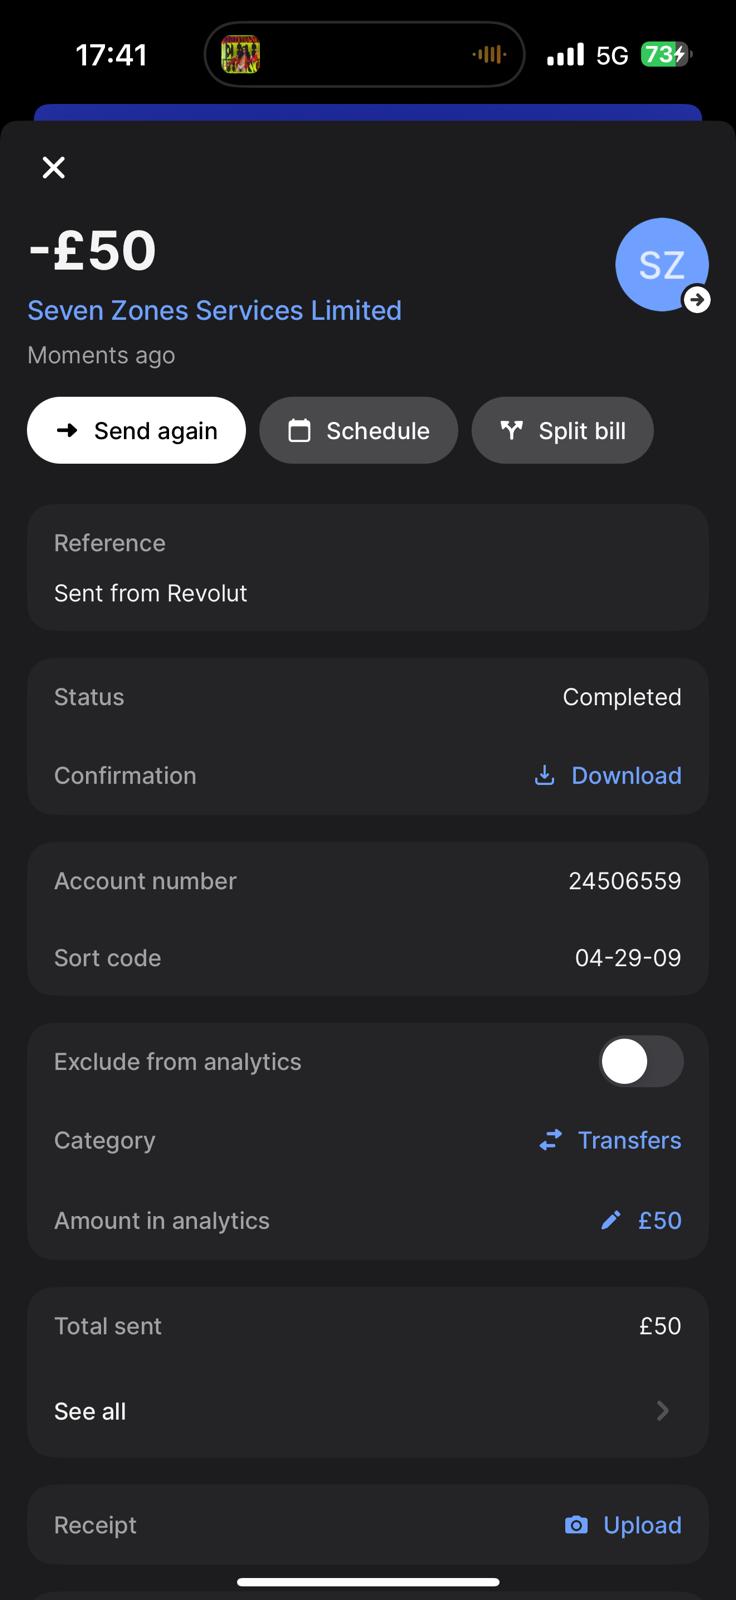 17:41
5G
73
-£50
SZ
Seven Zones Services Limited
Moments ago
Send again
Schedule
Split bill
Reference
Sent from Revolut
Status
Completed
Confirmation
Download
Account number
24506559
Sort code
04-29-09
Exclude from analytics
Category
Transfers
Amount in analytics
£50
Total sent
£50
See all
Receipt
Upload